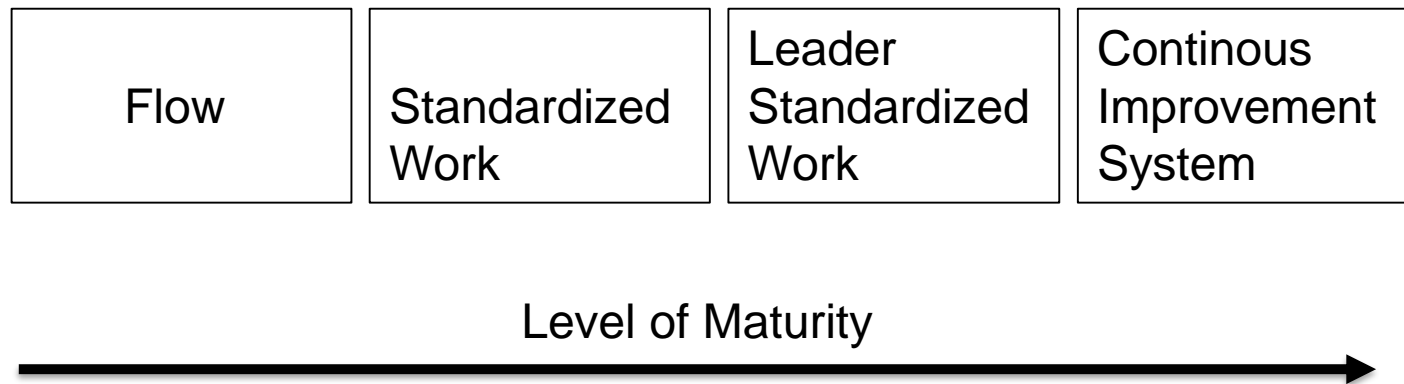 Flow
Standardized
Work
Leader
Standardized
Work
Continous
Improvement
System
Level of Maturity